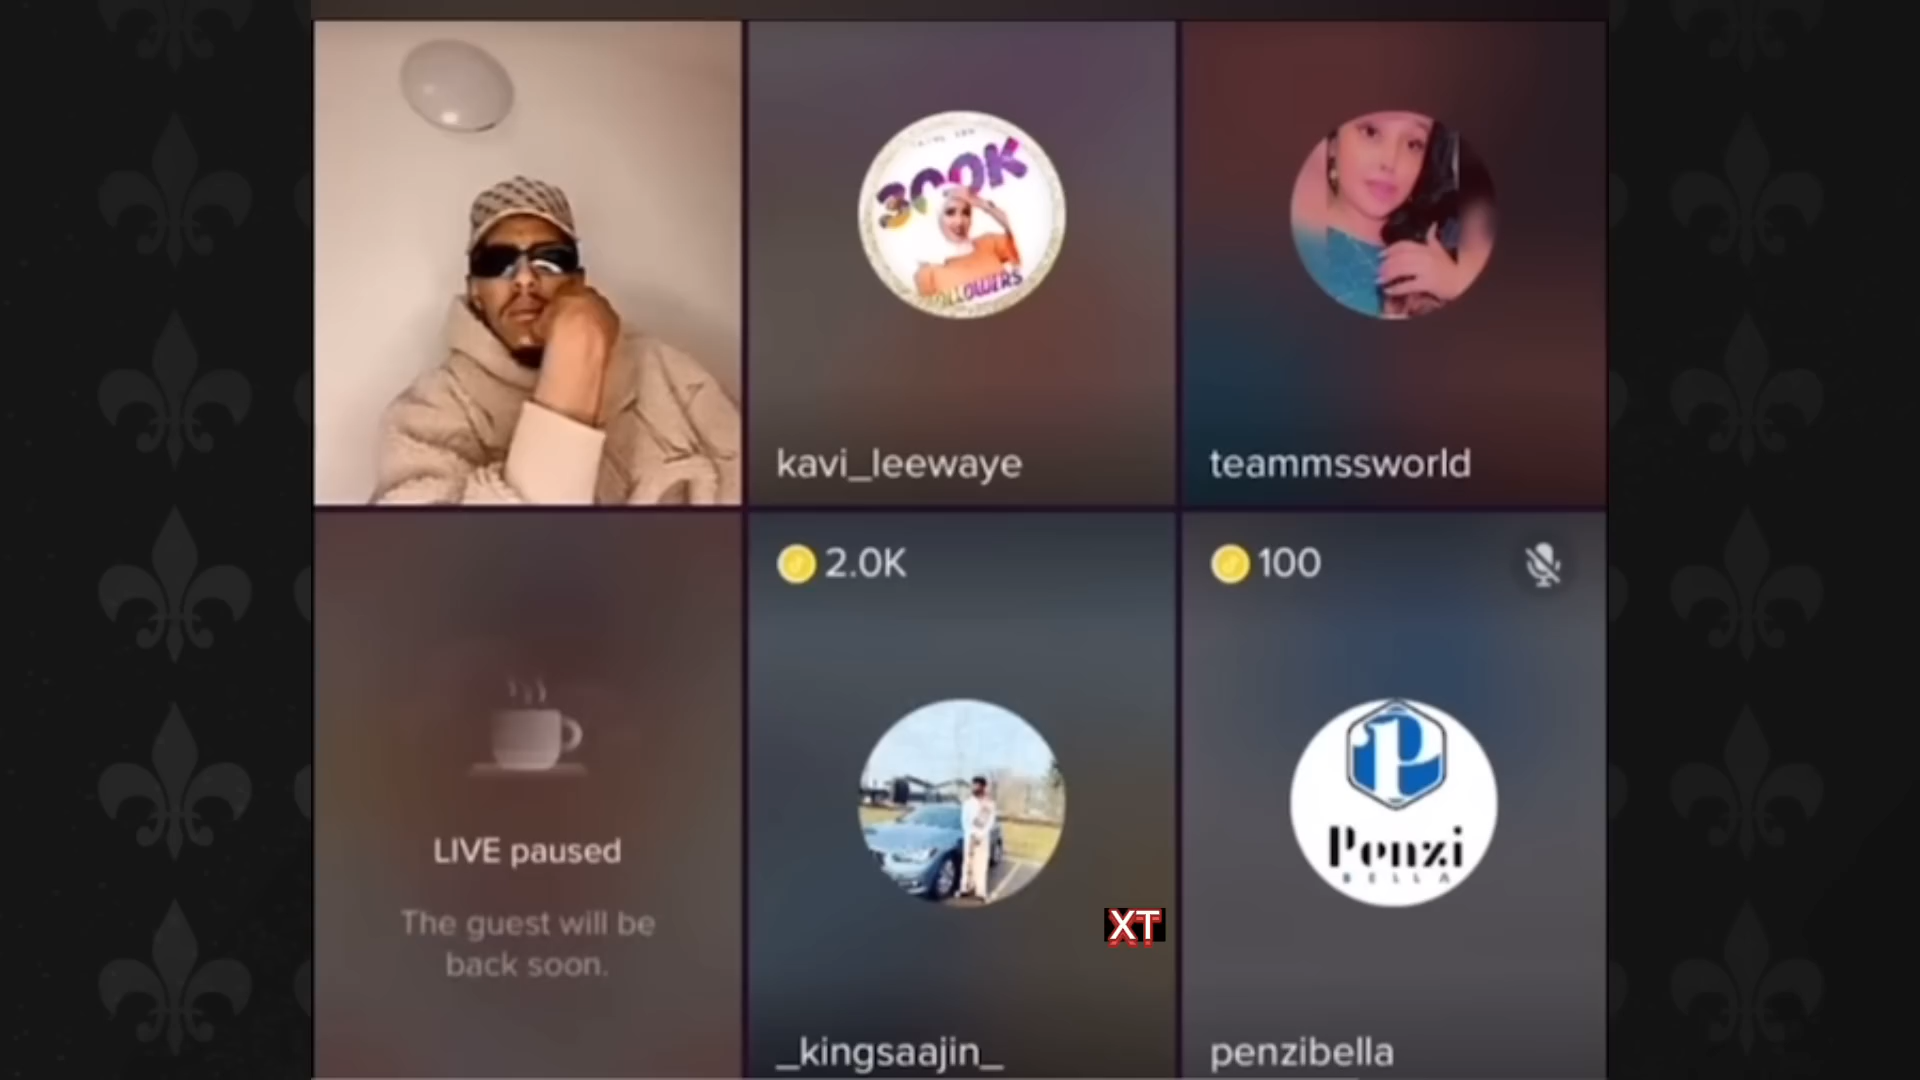 300K
FOLLOWERS
kavi_leewaye
teammssworld
LIVE paused
The guest will be
back soon.
2.0K
XT
_kingsaajin_
100
P
Penzi
BELLA
penzibella